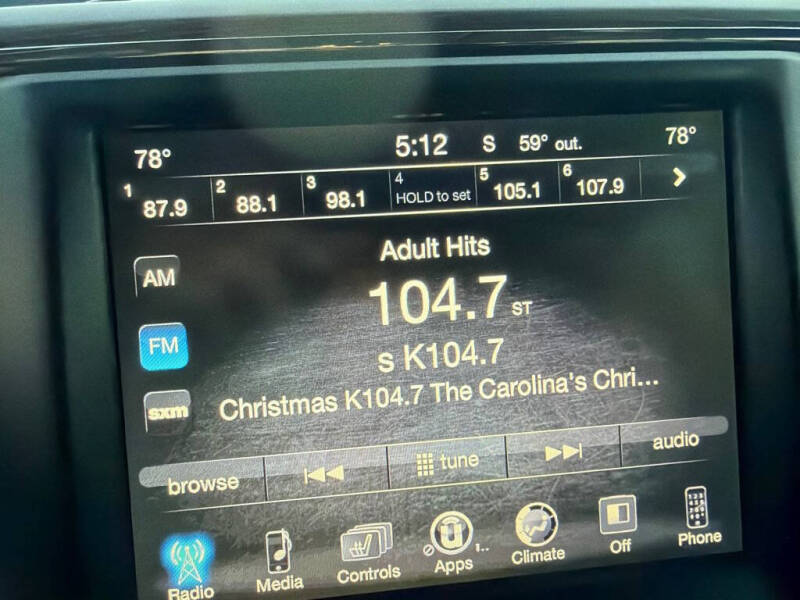 78° 5:12 S 59° out. 78°
1 87.9 2 88.1 3 98.1 4 HOLD to set 5 105.1 6 107.9
Adult Hits
AM
104.7 ST
FM
s K104.7
Christmas K104.7 The Carolina's Chri...
sxm
browse tune audio
Radio Media Controls Apps Climate Off Phone